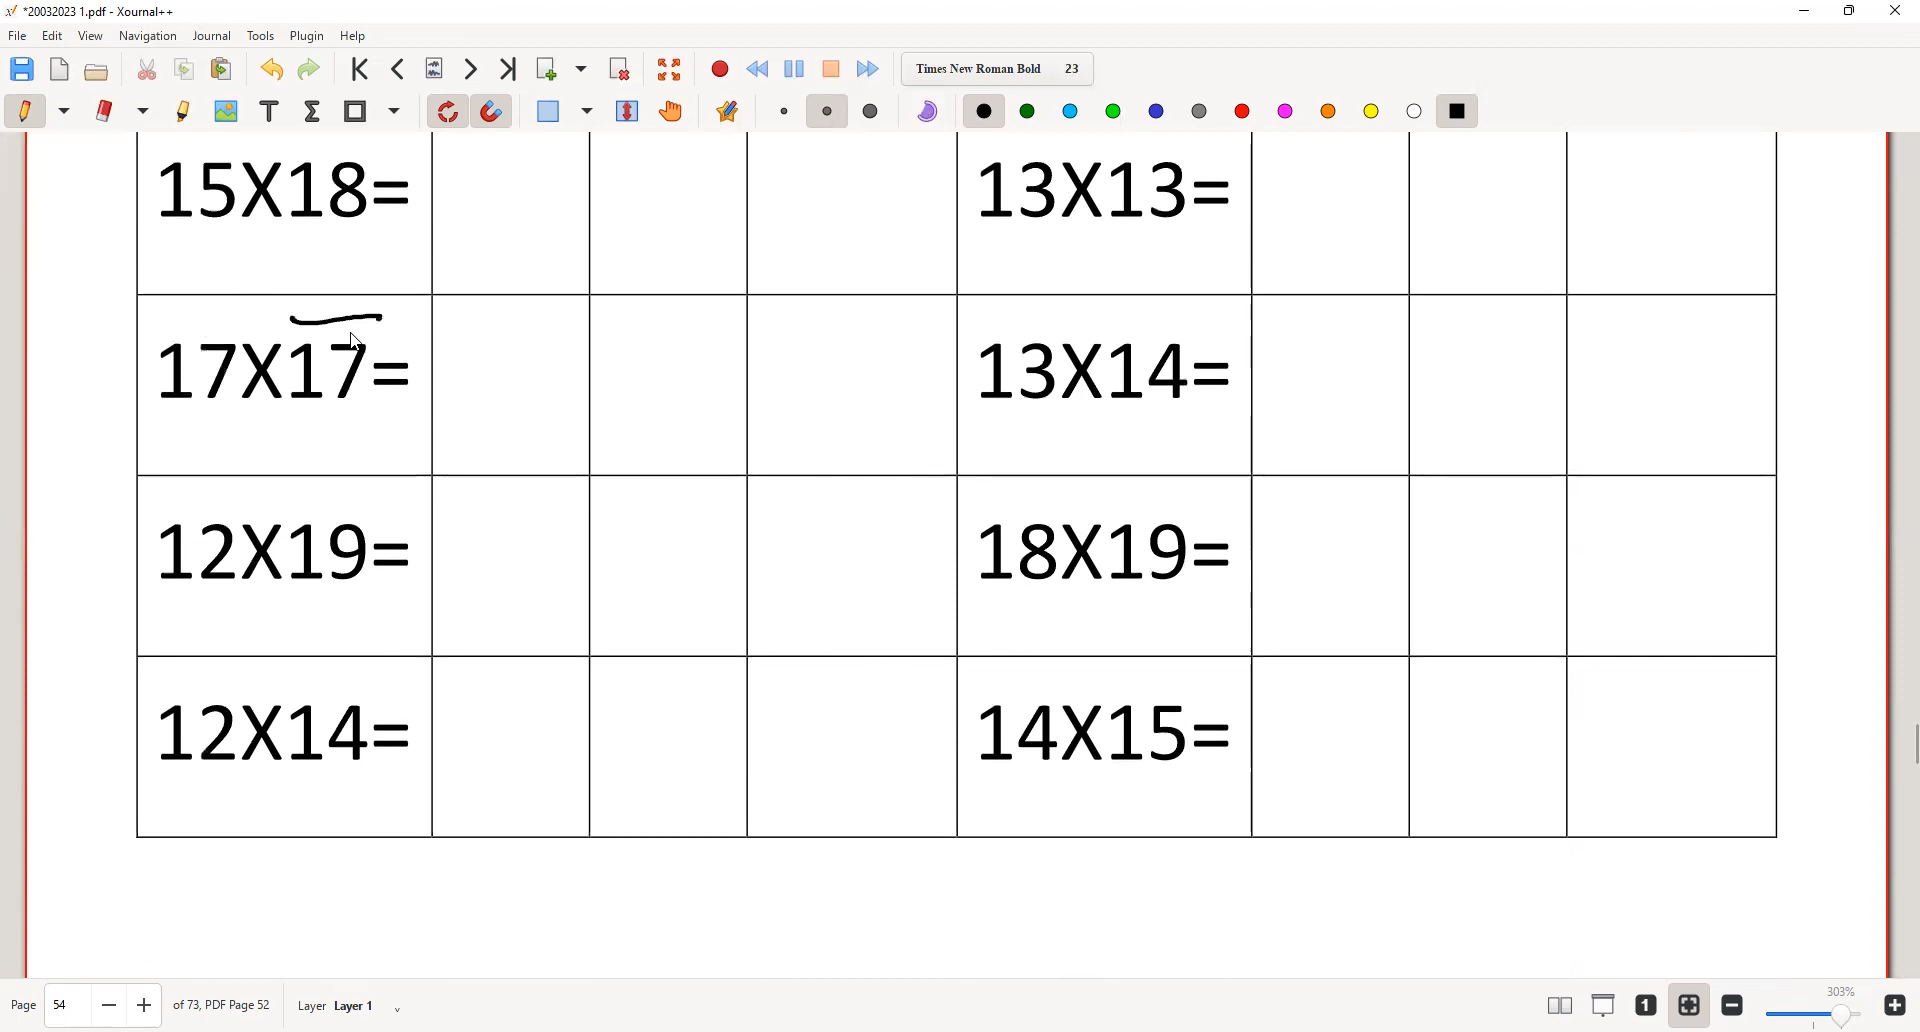 *20032023 1.pdf - Xournal++
File Edit View Navigation Journal Tools Plugin Help
Times New Roman Bold 23
15X18= 13X13=
17X17= 13X14=
12X19= 18X19=
12X14= 14X15=
Page 54 of 73, PDF Page 52 Layer Layer 1 1 303%